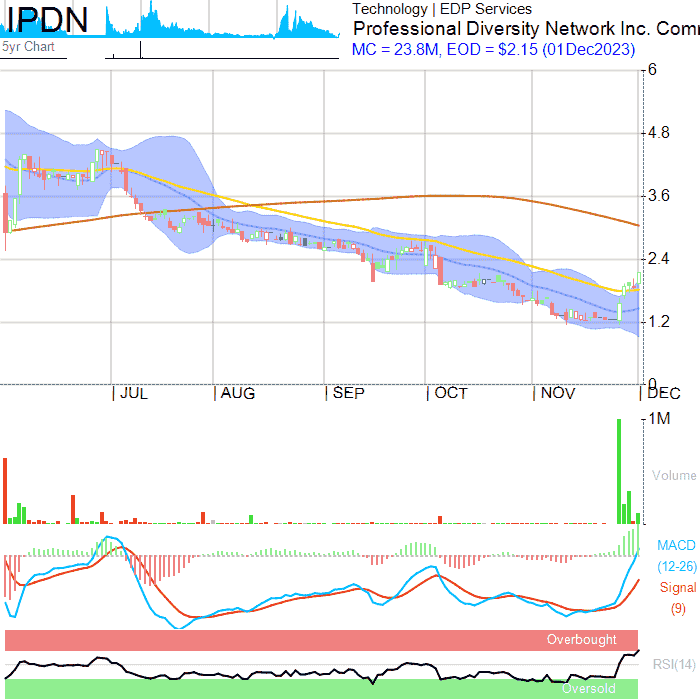 IPDN
5yr Chart
Technology | EDP Services
Professional Diversity Network Inc. Comm
MC = 23.8M, EOD = $2.15 (01Dec2023)
6
4.8
3.6
2.4
1.2
0
JUL AUG SEP OCT NOV DEC
1M
Volume
MACD
(12-26)
Signal
(9)
Overbought
RSI(14)
Oversold